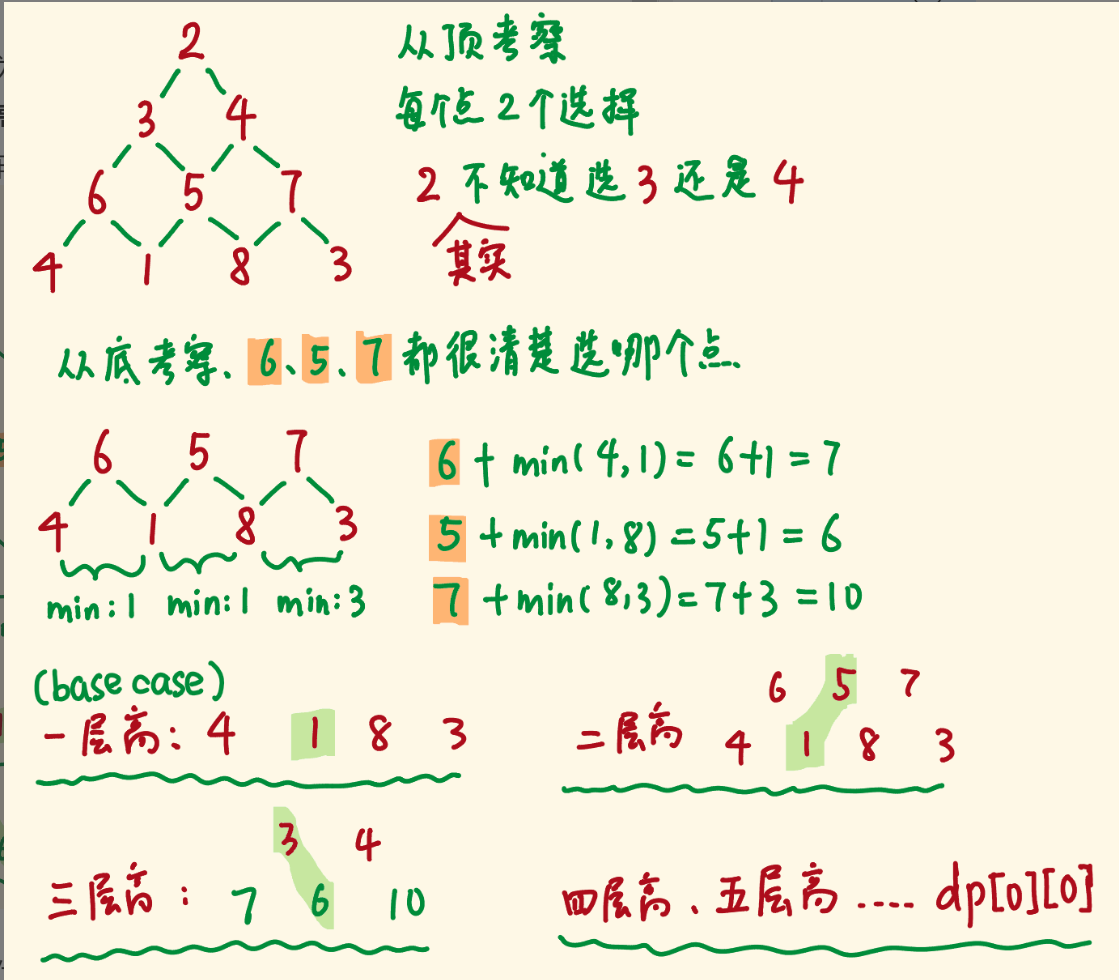 2
3 4
6 5 7
4 1 8 3
从顶考察
每个点 2个选择
2 不知道选 3 还是 4
其实
从底考察、6、5、7 都很清楚选哪个点.
6 5 7
4 1 8 3
min:1 min:1 min:3
6 + min(4,1) = 6+1 = 7
5 + min(1,8) = 5+1 = 6
7 + min(8,3) = 7+3 = 10
(base case)
一层高: 4 1 8 3
6 5 7
二层高 4 1 8 3
3 4
三层高: 7 6 10
四层高、五层高 .... dp[0][0]